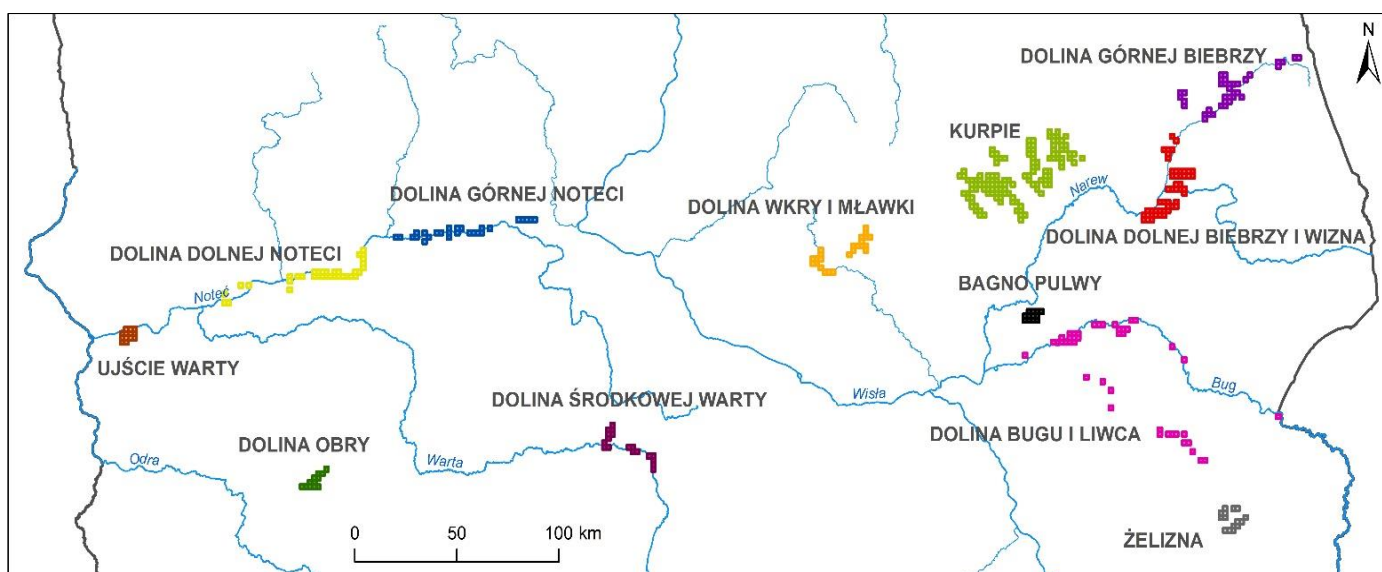 N
DOLINA GÓRNEJ BIEBRZY
KURPIE
Narew
DOLINA GÓRNEJ NOTECI
DOLINA WKRY I MŁAWKI
DOLINA DOLNEJ BIEBRZY I WIZNA
DOLINA DOLNEJ NOTECI
Noteć
BAGNO PULWY
UJŚCIE WARTY
Wisła
Bug
DOLINA ŚRODKOWEJ WARTY
DOLINA OBRY
DOLINA BUGU I LIWCA
Odra
Warta
0 50 100 km
ŻELIZNA